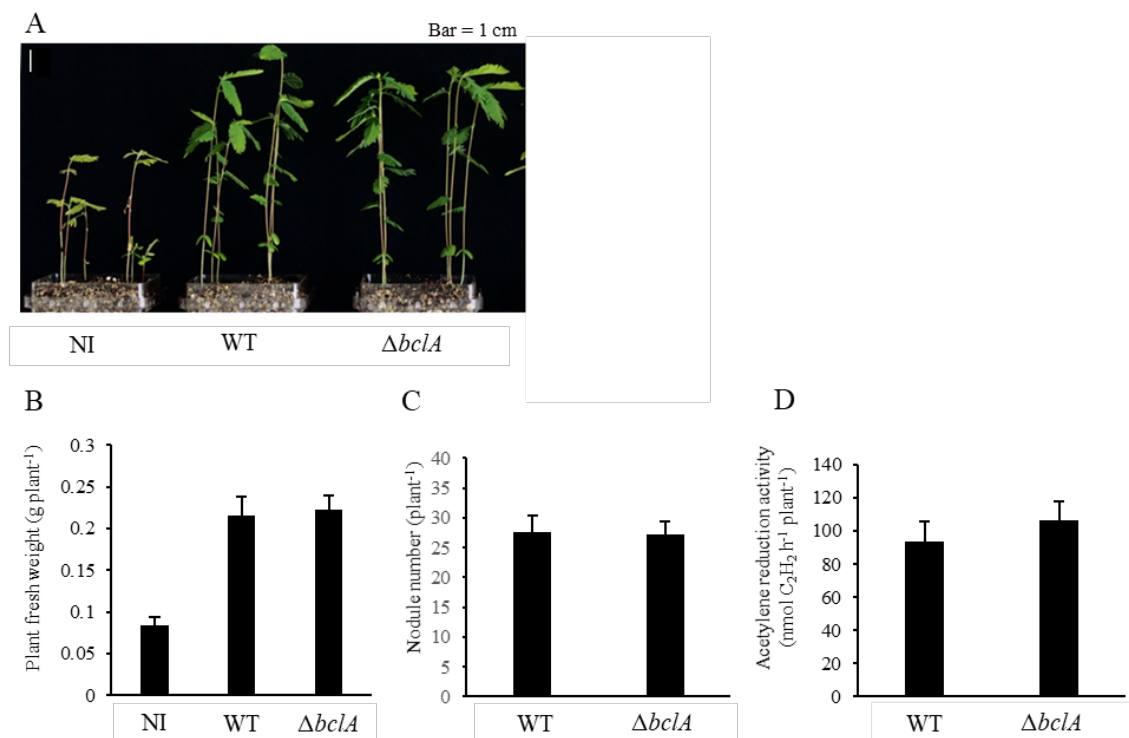 A
Bar = 1 cm
NI WT ΔbclA
B
Plant fresh weight (g plant⁻¹)
0.3
0.25
0.2
0.15
0.1
0.05
0
NI WT ΔbclA
C
Nodule number (plant⁻¹)
40
35
30
25
20
15
10
5
0
WT ΔbclA
D
Acetylene reduction activity
(nmol C₂H₂ h⁻¹ plant⁻¹)
140
120
100
80
60
40
20
0
WT ΔbclA